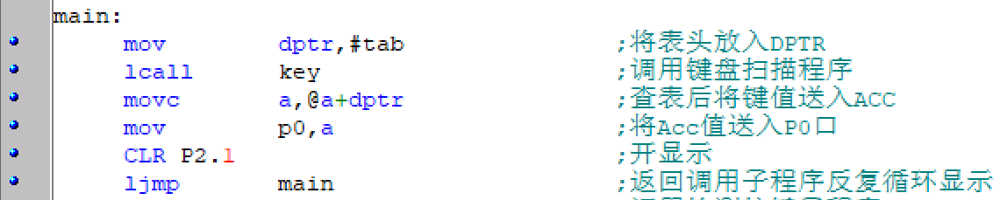 main:
mov dptr,#tab ;将表头放入DPTR
lcall key ;调用键盘扫描程序
movc a,@a+dptr ;查表后将键值送入ACC
mov p0,a ;将Acc值送入P0口
CLR P2.1 ;开显示
ljmp main ;返回调用子程序反复循环显示